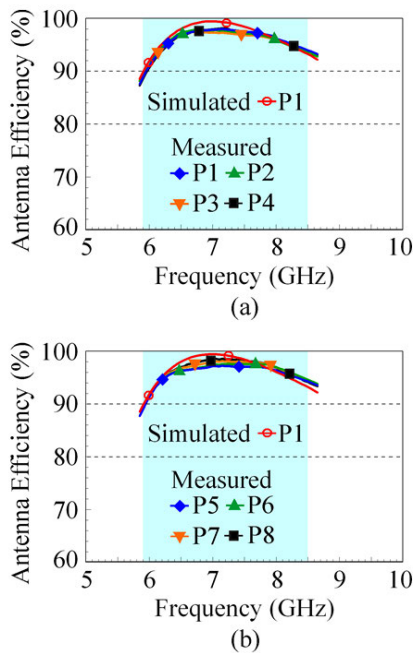 Antenna Efficiency (%)
100
90
80
70
60
Simulated P1
Measured
P1 P2
P3 P4
5 6 7 8 9 10
Frequency (GHz)
(a)
Antenna Efficiency (%)
100
90
80
70
60
Simulated P1
Measured
P5 P6
P7 P8
5 6 7 8 9 10
Frequency (GHz)
(b)